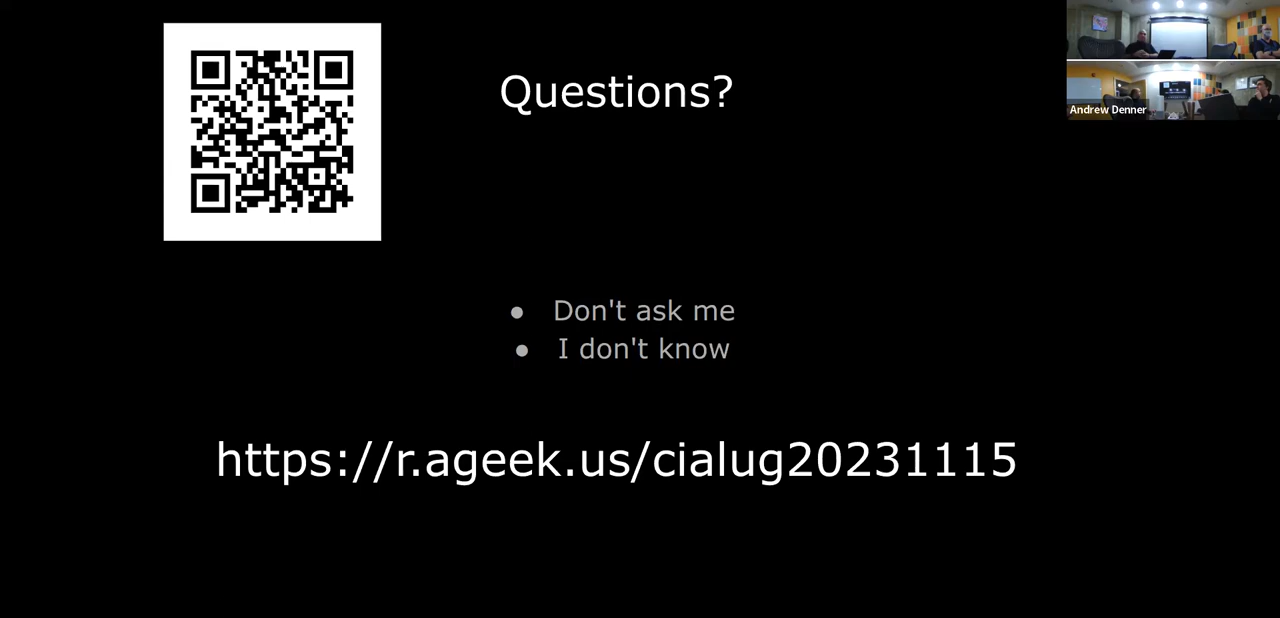 Questions?
Andrew Denner
● Don't ask me
● I don't know
https://r.ageek.us/cialug20231115